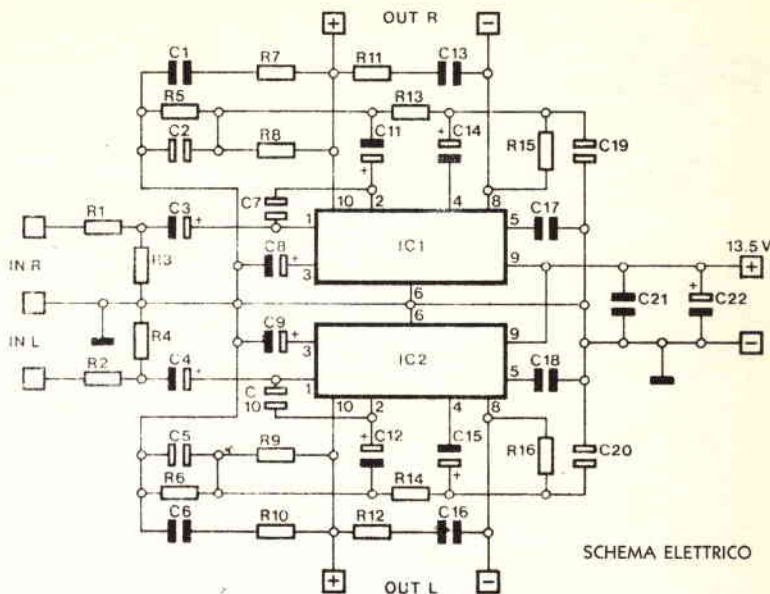 OUT R
+ −
C1 R7 R11 C13
R5 R13
C2 R8 C11 + + C14 R15 C19
10 2 4 8
R1 C3 + C7 1 IC1 5 C17
IN R R3 C8 + 3 9 13.5 V
6 +
C21 + C22
IN L R4 C9 + 6 9
3 IC2 −
R2 C4 + 1 5 C18
C 10 10 2 4 8
C5 R9 + C12 C15 + R16 C20
R6 R14
C6 R10 R12 C16
+ −
OUT L
SCHEMA ELETTRICO